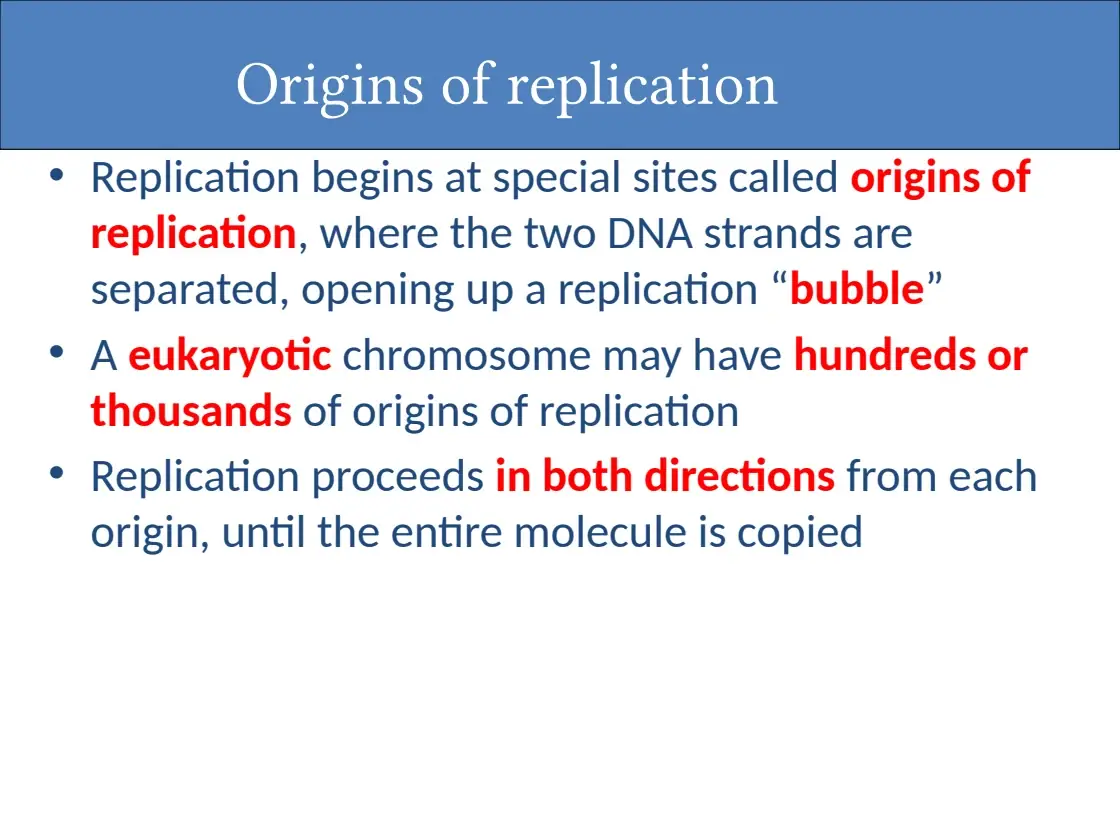 Origins of replication
• Replication begins at special sites called origins of
replication, where the two DNA strands are
separated, opening up a replication “bubble”
• A eukaryotic chromosome may have hundreds or
thousands of origins of replication
• Replication proceeds in both directions from each
origin, until the entire molecule is copied